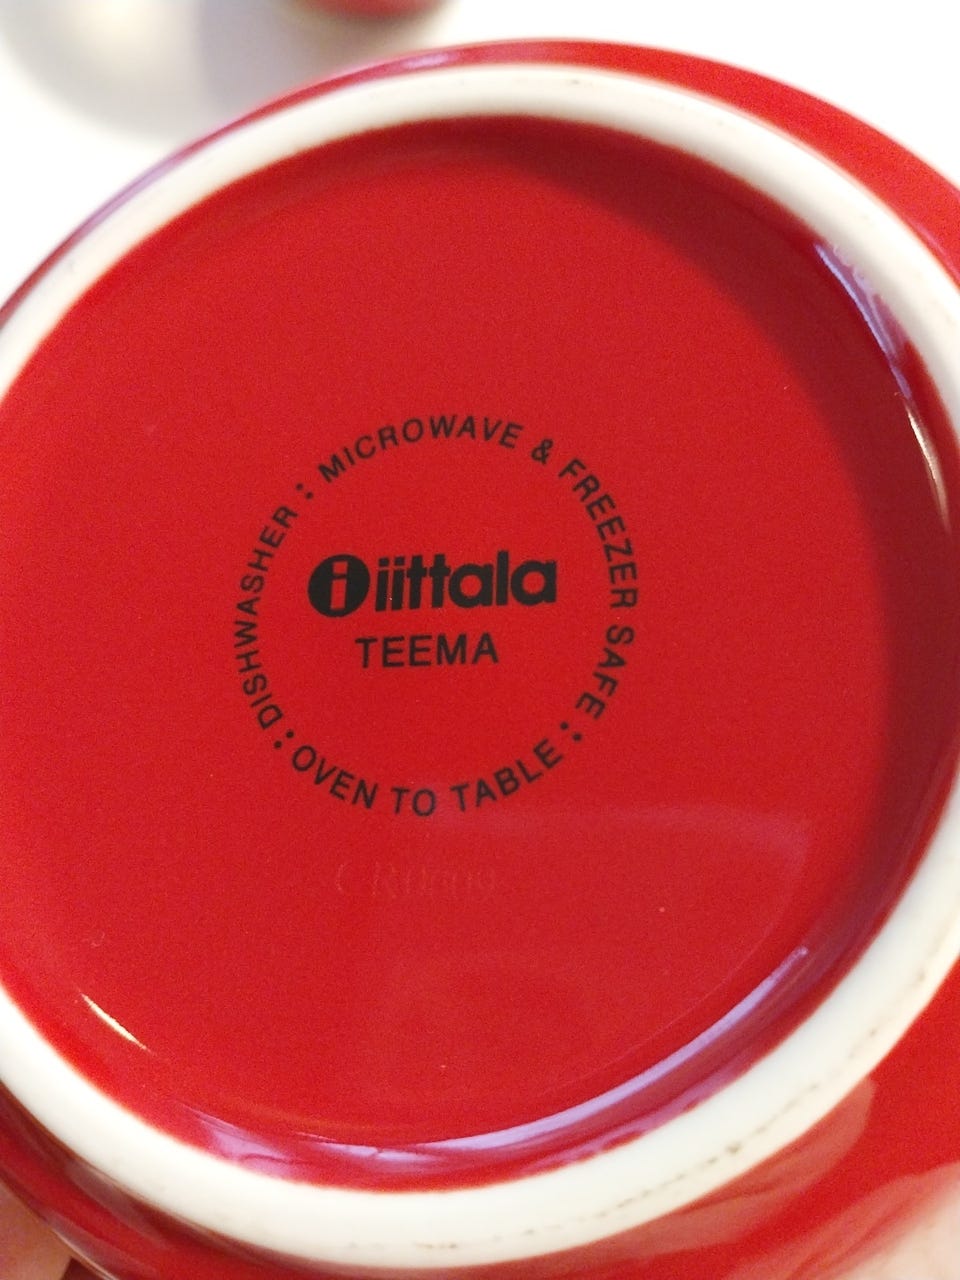 DISHWASHER : MICROWAVE & FREEZER SAFE : OVEN TO TABLE :
i iittala
TEEMA